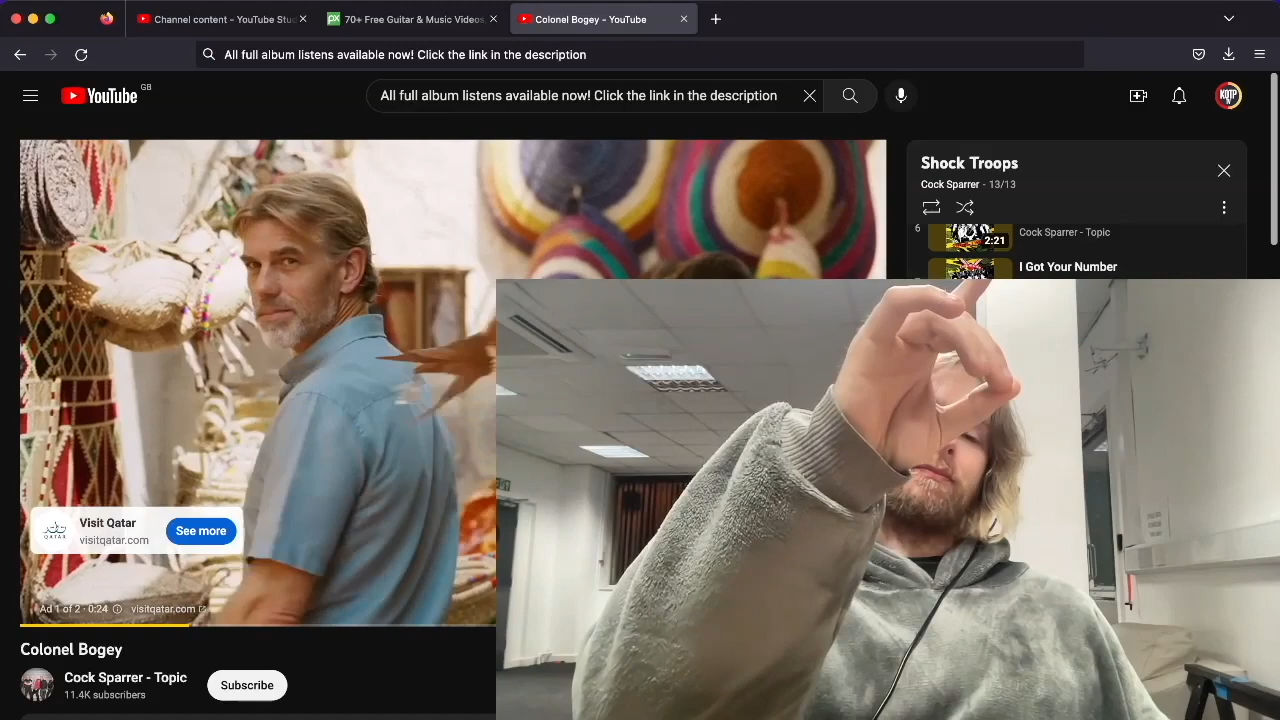 Channel content - YouTube Stud
70+ Free Guitar & Music Videos,
Colonel Bogey - YouTube
All full album listens available now! Click the link in the description
YouTube GB
All full album listens available now! Click the link in the description
Shock Troops
Cock Sparrer - 13/13
6
Cock Sparrer - Topic
2:21
I Got Your Number
Visit Qatar
visitqatar.com
See more
QATAR
Ad 1 of 2 · 0:24
visitqatar.com
Colonel Bogey
Cock Sparrer - Topic
11.4K subscribers
Subscribe